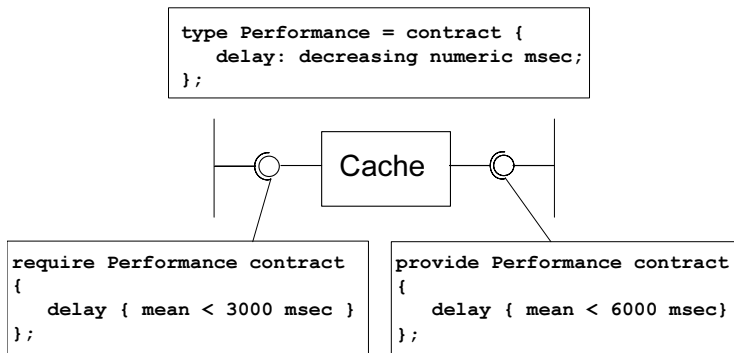 type Performance = contract {
delay: decreasing numeric msec;
};
Cache
require Performance contract
{
delay { mean < 3000 msec }
};
provide Performance contract
{
delay { mean < 6000 msec}
};